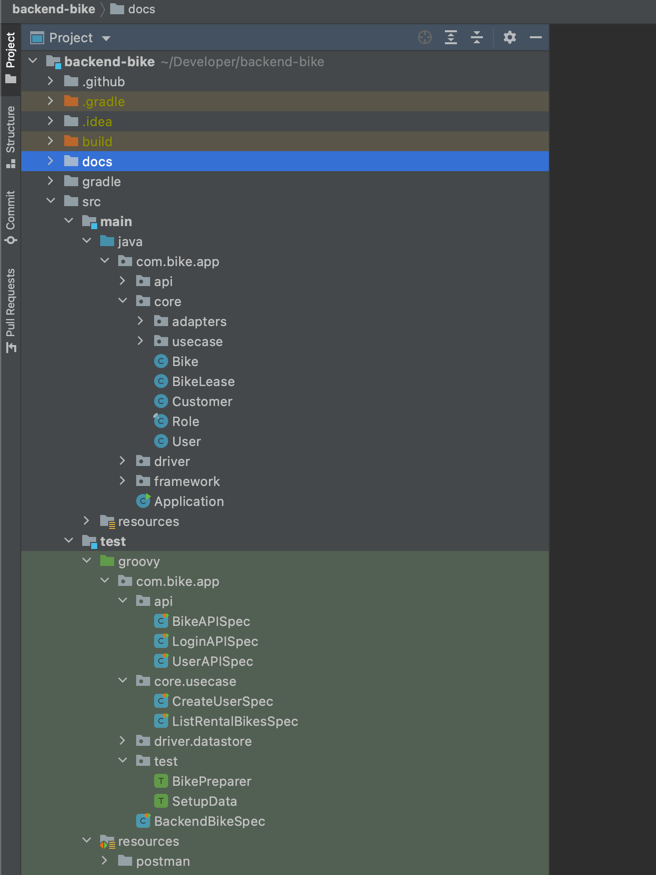 backend-bike docs
Project
backend-bike ~/Developer/backend-bike
.github
.gradle
.idea
build
docs
gradle
src
main
java
com.bike.app
api
core
adapters
usecase
C Bike
C BikeLease
C Customer
C Role
C User
driver
framework
C Application
resources
test
groovy
com.bike.app
api
C BikeAPISpec
C LoginAPISpec
C UserAPISpec
core.usecase
C CreateUserSpec
C ListRentalBikesSpec
driver.datastore
test
T BikePreparer
T SetupData
C BackendBikeSpec
resources
postman
Project
Structure
Commit
Pull Requests